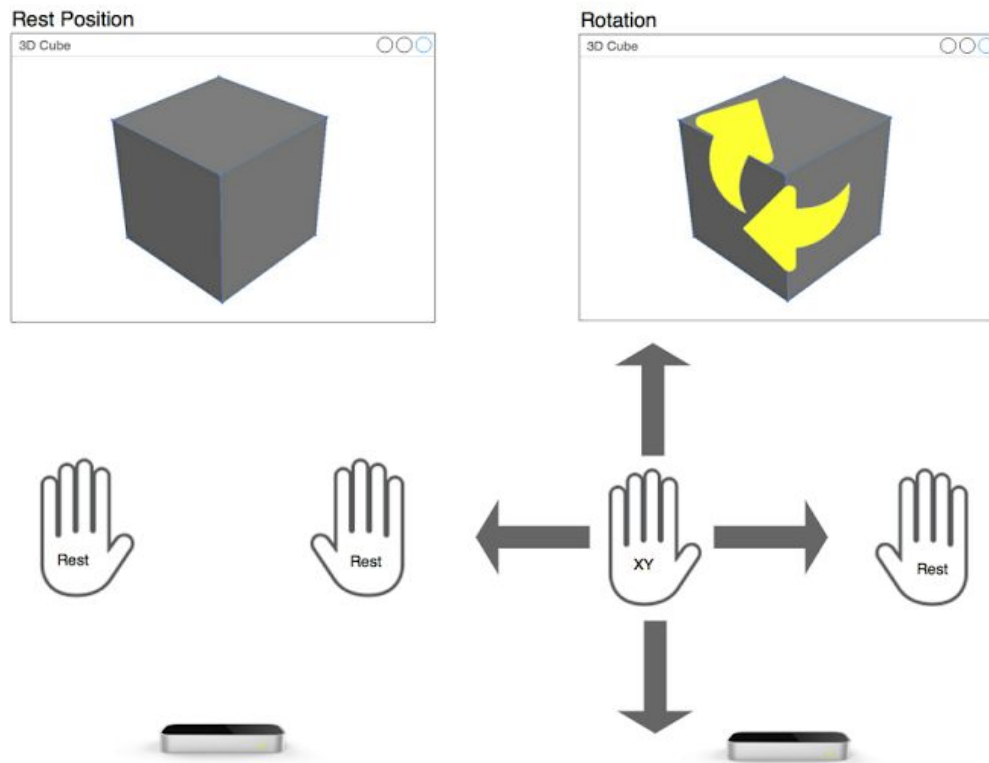 Rest Position
Rotation
3D Cube
3D Cube
Rest
Rest
XY
Rest